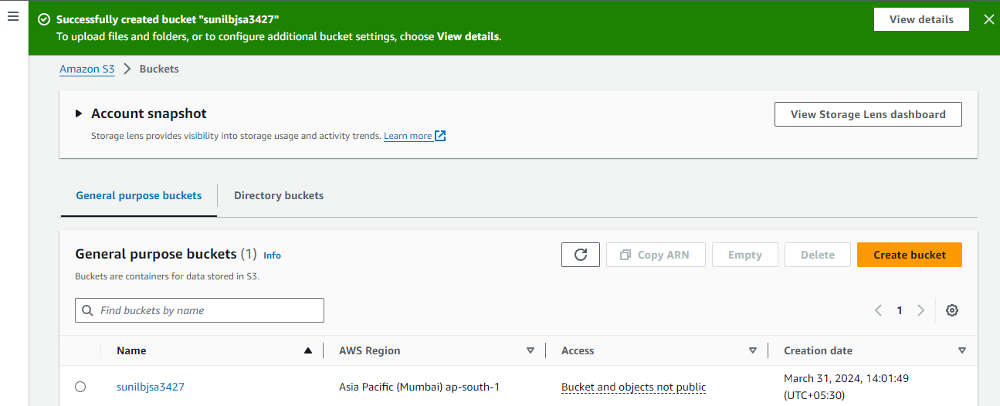 Successfully created bucket "sunilbjsa3427"
To upload files and folders, or to configure additional bucket settings, choose View details.
View details
Amazon S3 > Buckets
Account snapshot
View Storage Lens dashboard
Storage lens provides visibility into storage usage and activity trends. Learn more
General purpose buckets
Directory buckets
General purpose buckets (1) Info
Copy ARN
Empty
Delete
Create bucket
Buckets are containers for data stored in S3.
Find buckets by name
1
Name
AWS Region
Access
Creation date
sunilbjsa3427
Asia Pacific (Mumbai) ap-south-1
Bucket and objects not public
March 31, 2024, 14:01:49
(UTC+05:30)